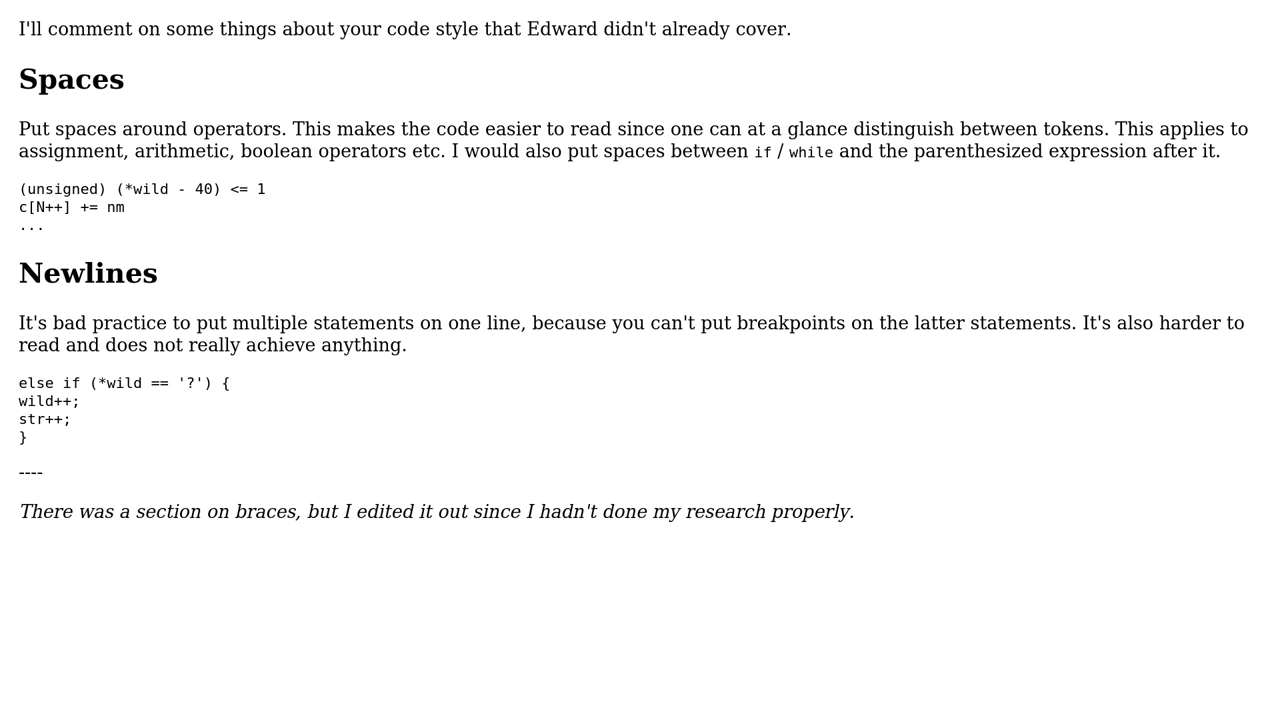 I'll comment on some things about your code style that Edward didn't already cover.
Spaces
Put spaces around operators. This makes the code easier to read since one can at a glance distinguish between tokens. This applies to
assignment, arithmetic, boolean operators etc. I would also put spaces between if / while and the parenthesized expression after it.
(unsigned) (*wild - 40) <= 1
c[N++] += nm
...
Newlines
It's bad practice to put multiple statements on one line, because you can't put breakpoints on the latter statements. It's also harder to
read and does not really achieve anything.
else if (*wild == '?') {
wild++;
str++;
}
----
There was a section on braces, but I edited it out since I hadn't done my research properly.